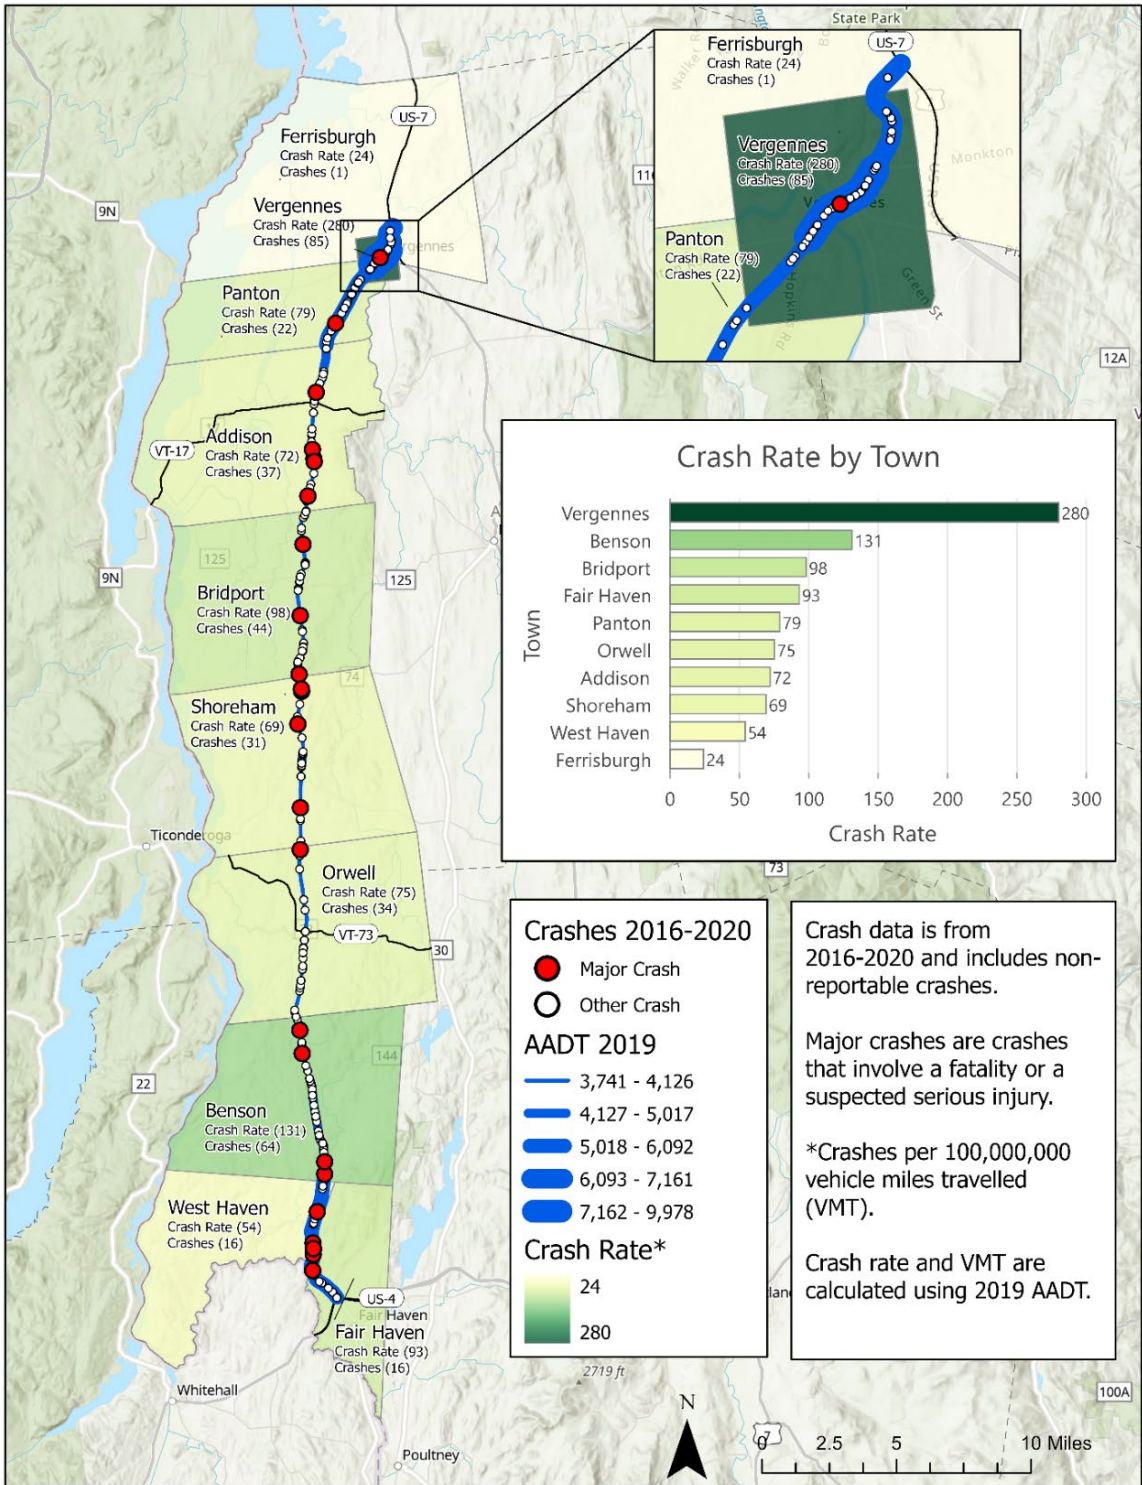 State Park
Ferrisburgh
Crash Rate (24)
Crashes (1)
US-7
Walker R
Monkton
Vergennes
Crash Rate (280)
Crashes (85)
Panton
Crash Rate (79)
Crashes (22)
Hopkins Rd
Green St
US-7
Ferrisburgh
Crash Rate (24)
Crashes (1)
9N
Vergennes
Crash Rate (280)
Crashes (85)
Panton
Crash Rate (79)
Crashes (22)
12A
VT-17
Addison
Crash Rate (72)
Crashes (37)
125
9N
125
Bridport
Crash Rate (98)
Crashes (44)
74
Shoreham
Crash Rate (69)
Crashes (31)
Ticonderoga
Orwell
Crash Rate (75)
Crashes (34)
VT-73
30
73
144
22
Benson
Crash Rate (131)
Crashes (64)
West Haven
Crash Rate (54)
Crashes (16)
US-4
Fair Haven
Fair Haven
Crash Rate (93)
Crashes (16)
Whitehall
Poultney
2719 ft
100A
Crash Rate by Town
Town
Vergennes 280
Benson 131
Bridport 98
Fair Haven 93
Panton 79
Orwell 75
Addison 72
Shoreham 69
West Haven 54
Ferrisburgh 24
0 50 100 150 200 250 300
Crash Rate
Crashes 2016-2020
Major Crash
Other Crash
AADT 2019
3,741 - 4,126
4,127 - 5,017
5,018 - 6,092
6,093 - 7,161
7,162 - 9,978
Crash Rate*
24
280
Crash data is from
2016-2020 and includes non-
reportable crashes.
Major crashes are crashes
that involve a fatality or a
suspected serious injury.
*Crashes per 100,000,000
vehicle miles travelled
(VMT).
Crash rate and VMT are
calculated using 2019 AADT.
N
7
0 2.5 5 10 Miles